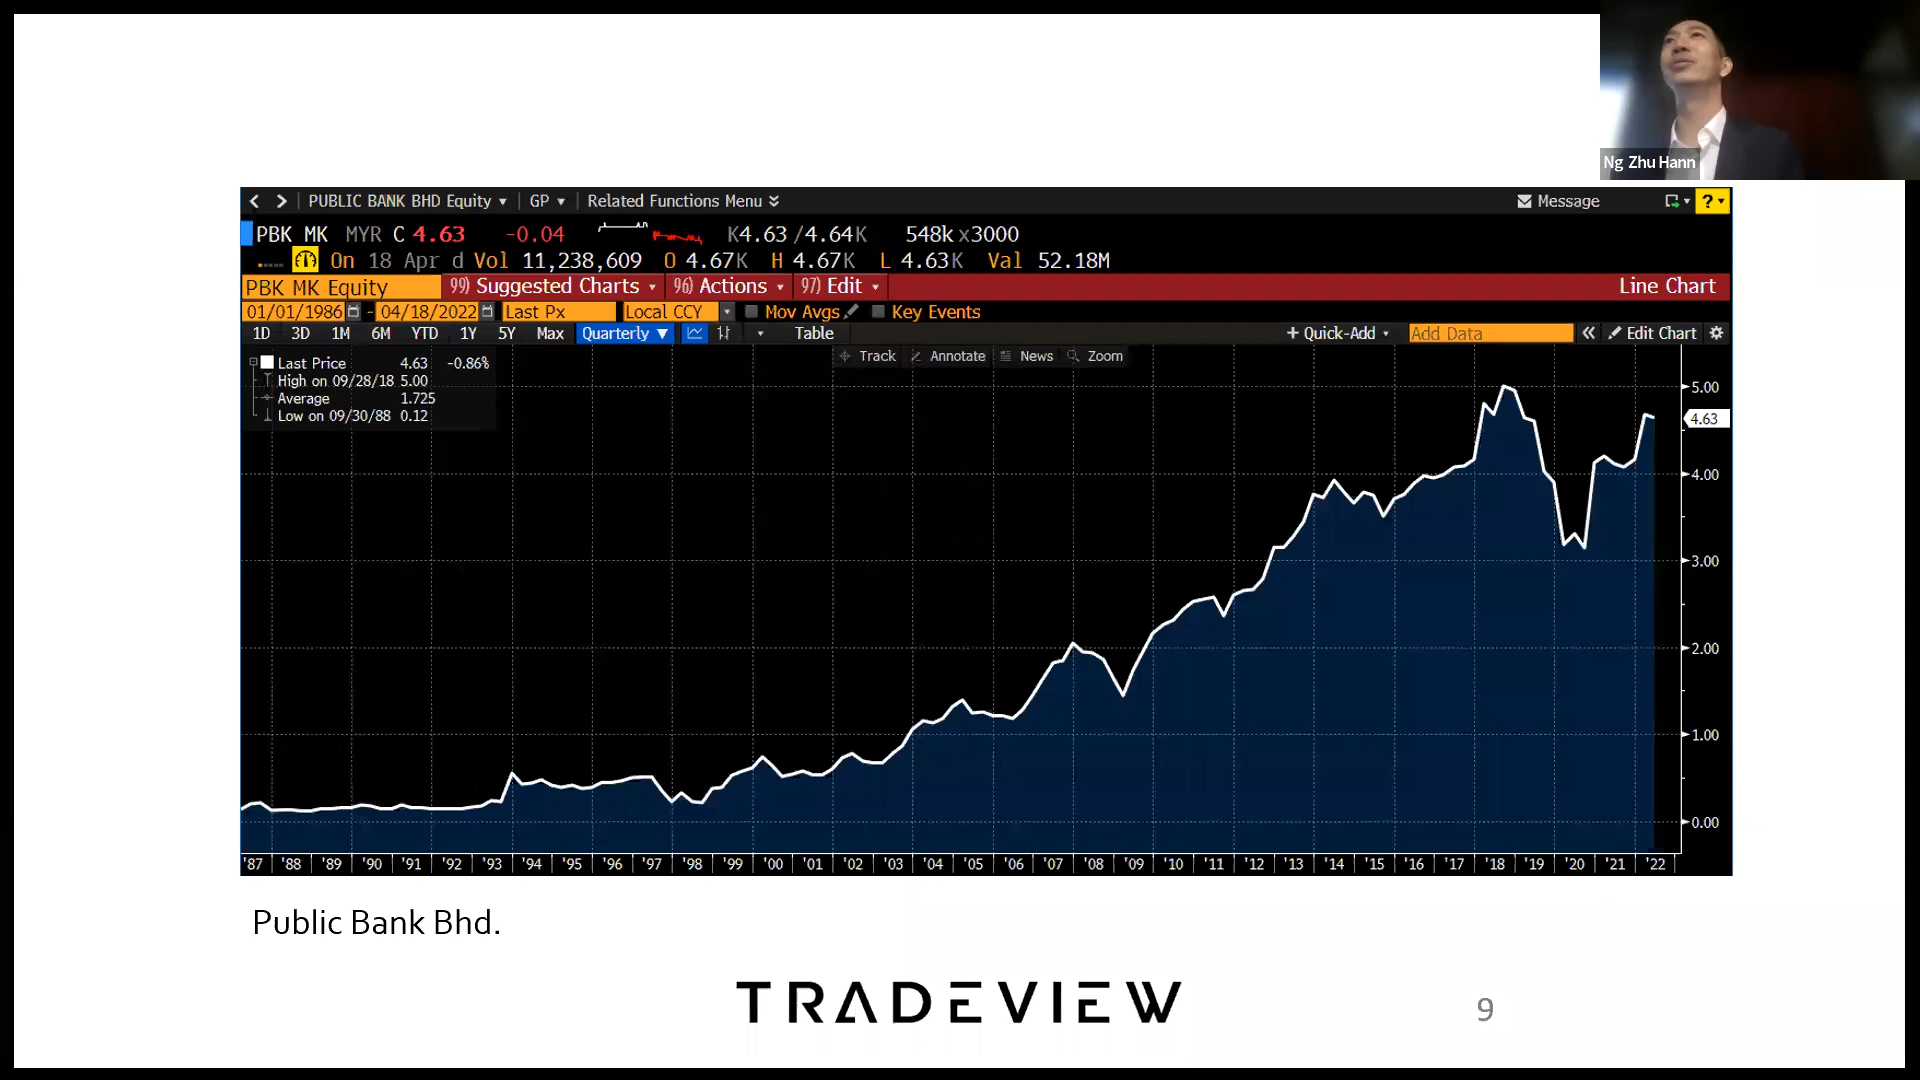 Ng Zhu Hann
PUBLIC BANK BHD Equity GP Related Functions Menu Message ?
PBK MK MYR C 4.63 -0.04 K4.63 /4.64K 548k x3000
On 18 Apr d Vol 11,238,609 O 4.67K H 4.67K L 4.63K Val 52.18M
PBK MK Equity 99) Suggested Charts 96) Actions 97) Edit Line Chart
01/01/1986 - 04/18/2022 Last Px Local CCY Mov Avgs Key Events
1D 3D 1M 6M YTD 1Y 5Y Max Quarterly ▼ Table + Quick-Add Add Data « Edit Chart
Track Annotate News Zoom
Last Price 4.63 -0.86%
High on 09/28/18 5.00
Average 1.725
Low on 09/30/88 0.12
5.00
4.63
4.00
3.00
2.00
1.00
0.00
'87 '88 '89 '90 '91 '92 '93 '94 '95 '96 '97 '98 '99 '00 '01 '02 '03 '04 '05 '06 '07 '08 '09 '10 '11 '12 '13 '14 '15 '16 '17 '18 '19 '20 '21 '22
Public Bank Bhd.
TRADEVIEW
9